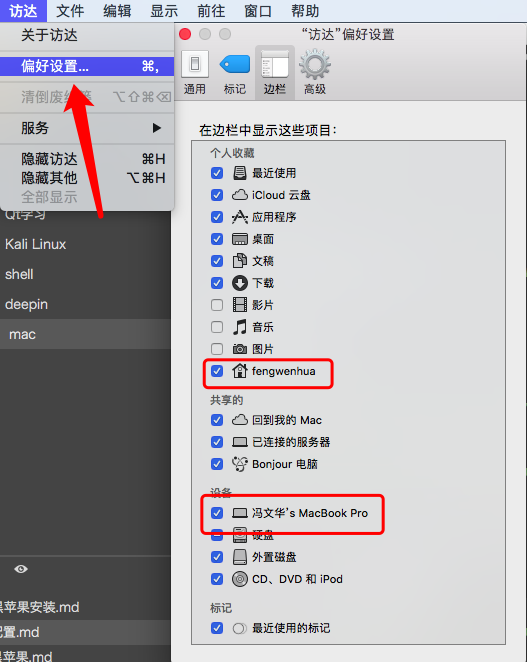 访达 文件 编辑 显示 前往 窗口 帮助
关于访达
偏好设置... ⌘,
清倒废纸篓 ⌥⇧⌘⌫
服务
隐藏访达 ⌘H
隐藏其他 ⌥⌘H
全部显示
Qt学习
Kali Linux
shell
deepin
mac
黑苹果安装.md
配置.md
黑苹果.md
“访达”偏好设置
通用 标记 边栏 高级
在边栏中显示这些项目：
个人收藏
最近使用
iCloud 云盘
应用程序
桌面
文稿
下载
影片
音乐
图片
fengwenhua
共享的
回到我的 Mac
已连接的服务器
Bonjour 电脑
设备
冯文华’s MacBook Pro
硬盘
外置磁盘
CD、DVD 和 iPod
标记
最近使用的标记